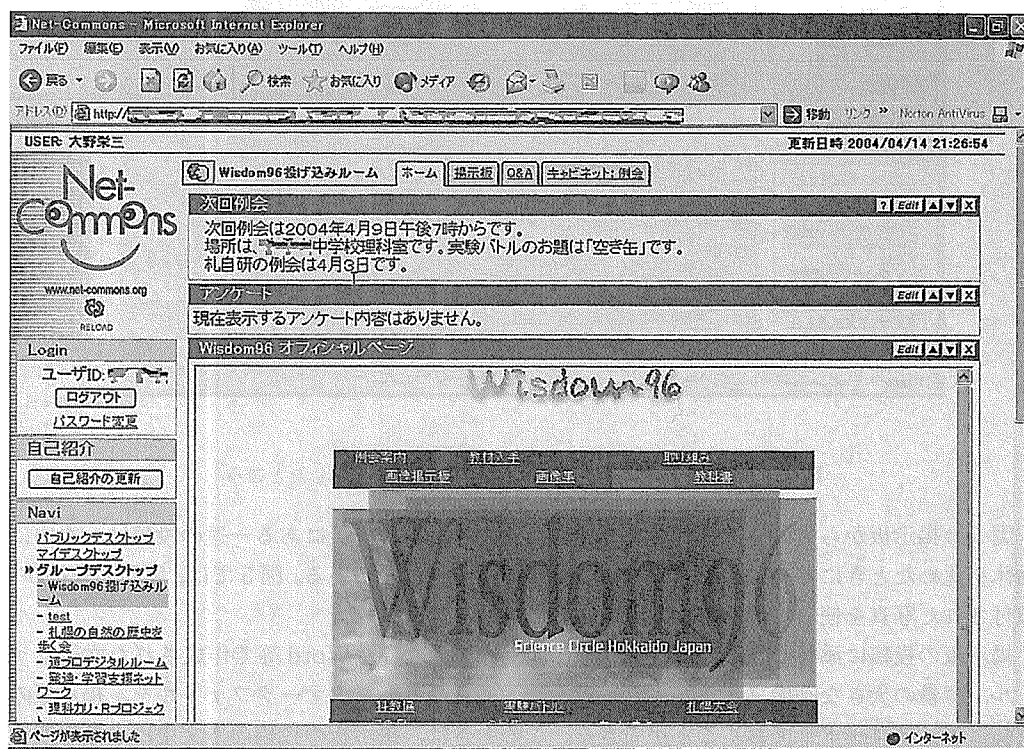 Net-Commons - Microsoft Internet Explorer
ファイル(F) 編集(E) 表示(V) お気に入り(A) ツール(T) ヘルプ(H)
戻る 検索 お気に入り メディア
アドレス(D) http:// 移動 リンク » Norton AntiVirus
USER: 大野栄三 更新日時 2004/04/14 21:26:54
Net-Commons
www.net-commons.org
RELOAD
Wisdom96投げ込みルーム ホーム 掲示板 Q&A キャビネット: 例会
次回例会 ? Edit ▲ ▼ X
次回例会は2004年4月9日午後7時からです。
場所は、中学校理科室です。実験バトルのお題は「空き缶」です。
札自研の例会は4月3日です。
アンケート Edit ▲ ▼ X
現在表示するアンケート内容はありません。
Wisdom96 オフィシャルページ Edit ▲ ▼ X
Wisdom96
例会案内 教材入手 取り組み
画像掲示板 画像集 教科書
Wisdom96
Science Circle Hokkaido Japan
科教協 実験バトル 札幌大会
Login
ユーザID:
ログアウト
パスワード変更
自己紹介
自己紹介の更新
Navi
パブリックデスクトップ
マイデスクトップ
»グループデスクトップ
- Wisdom96投げ込みル
ーム
- test
- 札幌の自然の歴史を
歩く会
- 道プロデジタルルーム
- 発達・学習支援ネット
ワーク
- 理科カリ・Rプロジェク
ページが表示されました インターネット